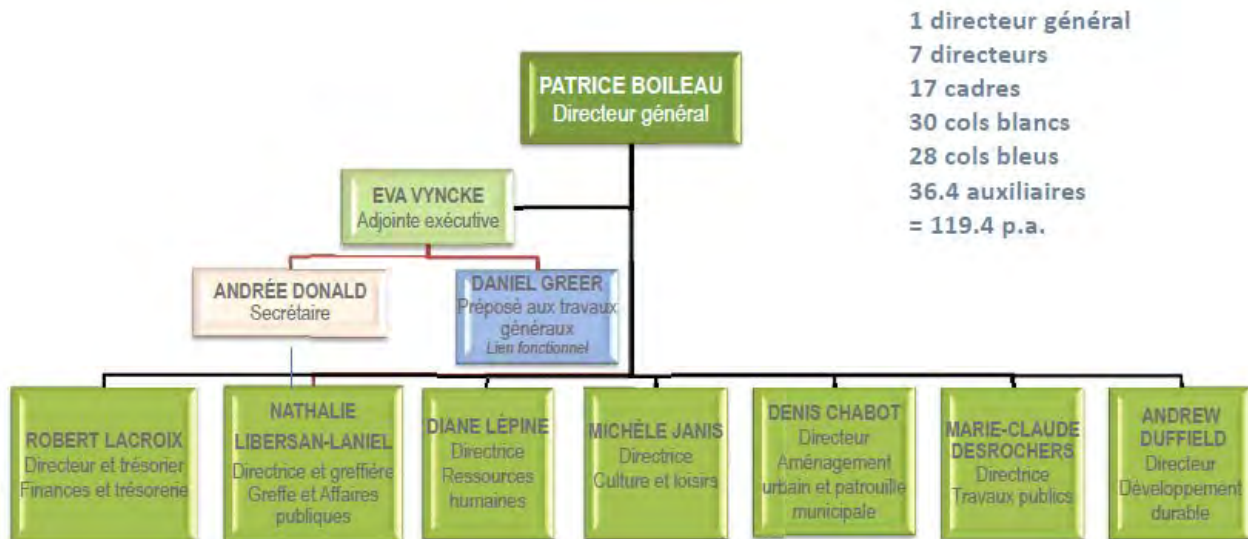 1 directeur général
7 directeurs
17 cadres
30 cols blancs
28 cols bleus
36.4 auxiliaires
= 119.4 p.a.
PATRICE BOILEAU
Directeur général
EVA VYNCKE
Adjointe exécutive
ANDRÉE DONALD
Secrétaire
DANIEL GREER
Préposé aux travaux
généraux
Lien fonctionnel
ROBERT LACROIX
Directeur et trésorier
Finances et trésorerie
NATHALIE
LIBERSAN-LANIEL
Directrice et greffière
Greffe et Affaires
publiques
DIANE LÉPINE
Directrice
Ressources
humaines
MICHÈLE JANIS
Directrice
Culture et loisirs
DENIS CHABOT
Directeur
Aménagement
urbain et patrouille
municipale
MARIE-CLAUDE
DESROCHERS
Directrice
Travaux publics
ANDREW
DUFFIELD
Directeur
Développement
durable